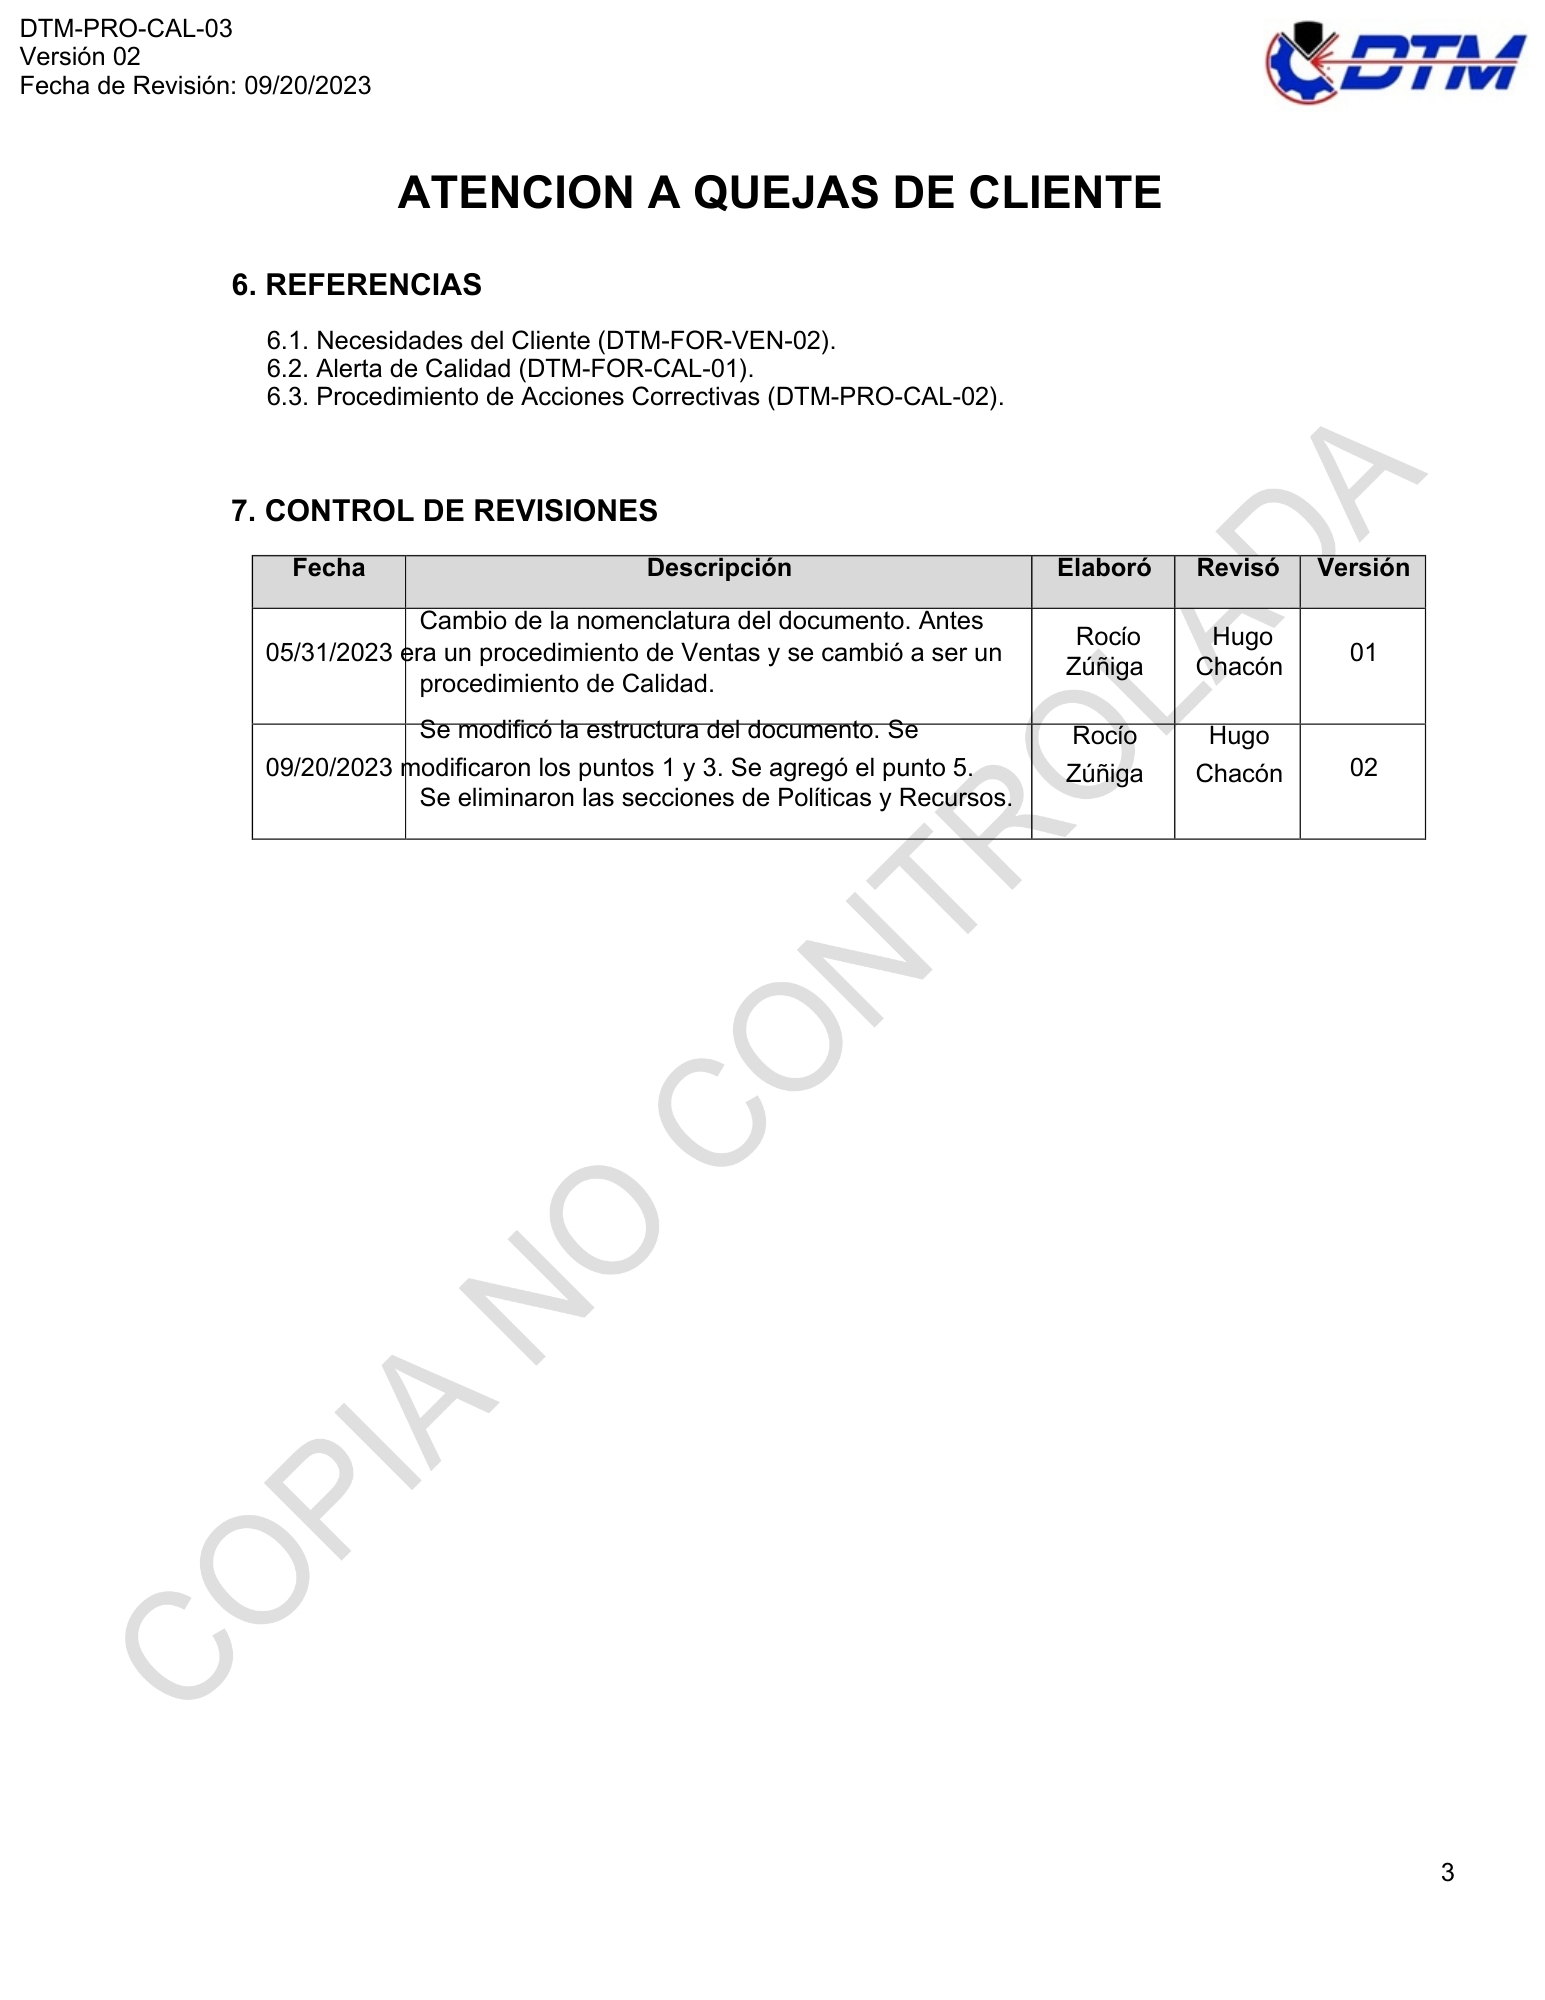 DTM-PRO-CAL-03
Versión 02
Fecha de Revisión: 09/20/2023
DTM
ATENCION A QUEJAS DE CLIENTE
6. REFERENCIAS
6.1. Necesidades del Cliente (DTM-FOR-VEN-02).
6.2. Alerta de Calidad (DTM-FOR-CAL-01).
6.3. Procedimiento de Acciones Correctivas (DTM-PRO-CAL-02).
7. CONTROL DE REVISIONES
Fecha Descripción Elaboró Revisó Versión
05/31/2023
Cambio de la nomenclatura del documento. Antes
era un procedimiento de Ventas y se cambió a ser un
procedimiento de Calidad.
Rocío
Zúñiga
Hugo
Chacón
01
09/20/2023
Se modificó la estructura del documento. Se
modificaron los puntos 1 y 3. Se agregó el punto 5.
Se eliminaron las secciones de Políticas y Recursos.
Rocío
Zúñiga
Hugo
Chacón
02
COPIA NO CONTROLADA
3